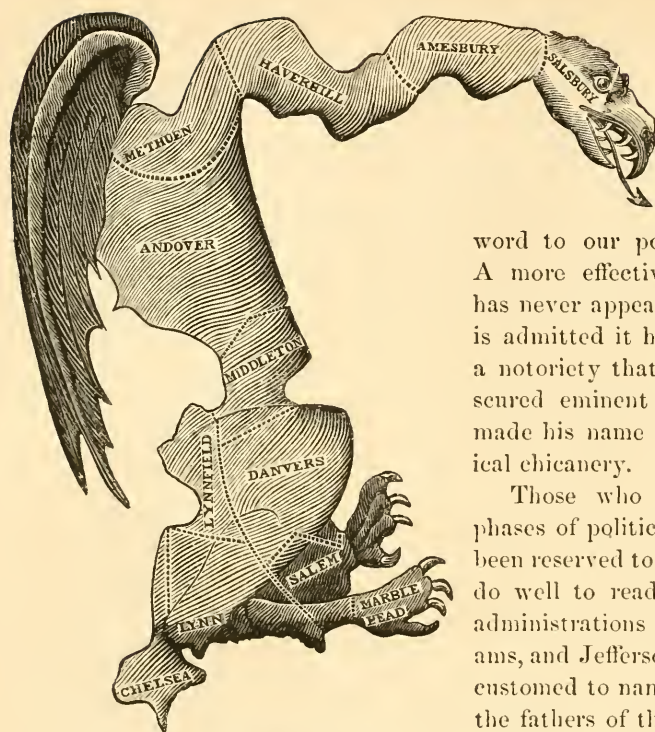 SALSBURY
AMESBURY
HAVERHILL
METHUEN
ANDOVER
MIDDLETON
LYNNFIELD
DANVERS
SALEM
LYNN
MARBLE
HEAD.
CHELSEA
word to our po
A more effectiv
has never appea
is admitted it h
a notoriety that
scured eminent
made his name
ical chicanery.
Those who
phases of politic
been reserved to
do well to read
administrations
ams, and Jefferso
customed to nam
the fathers of th